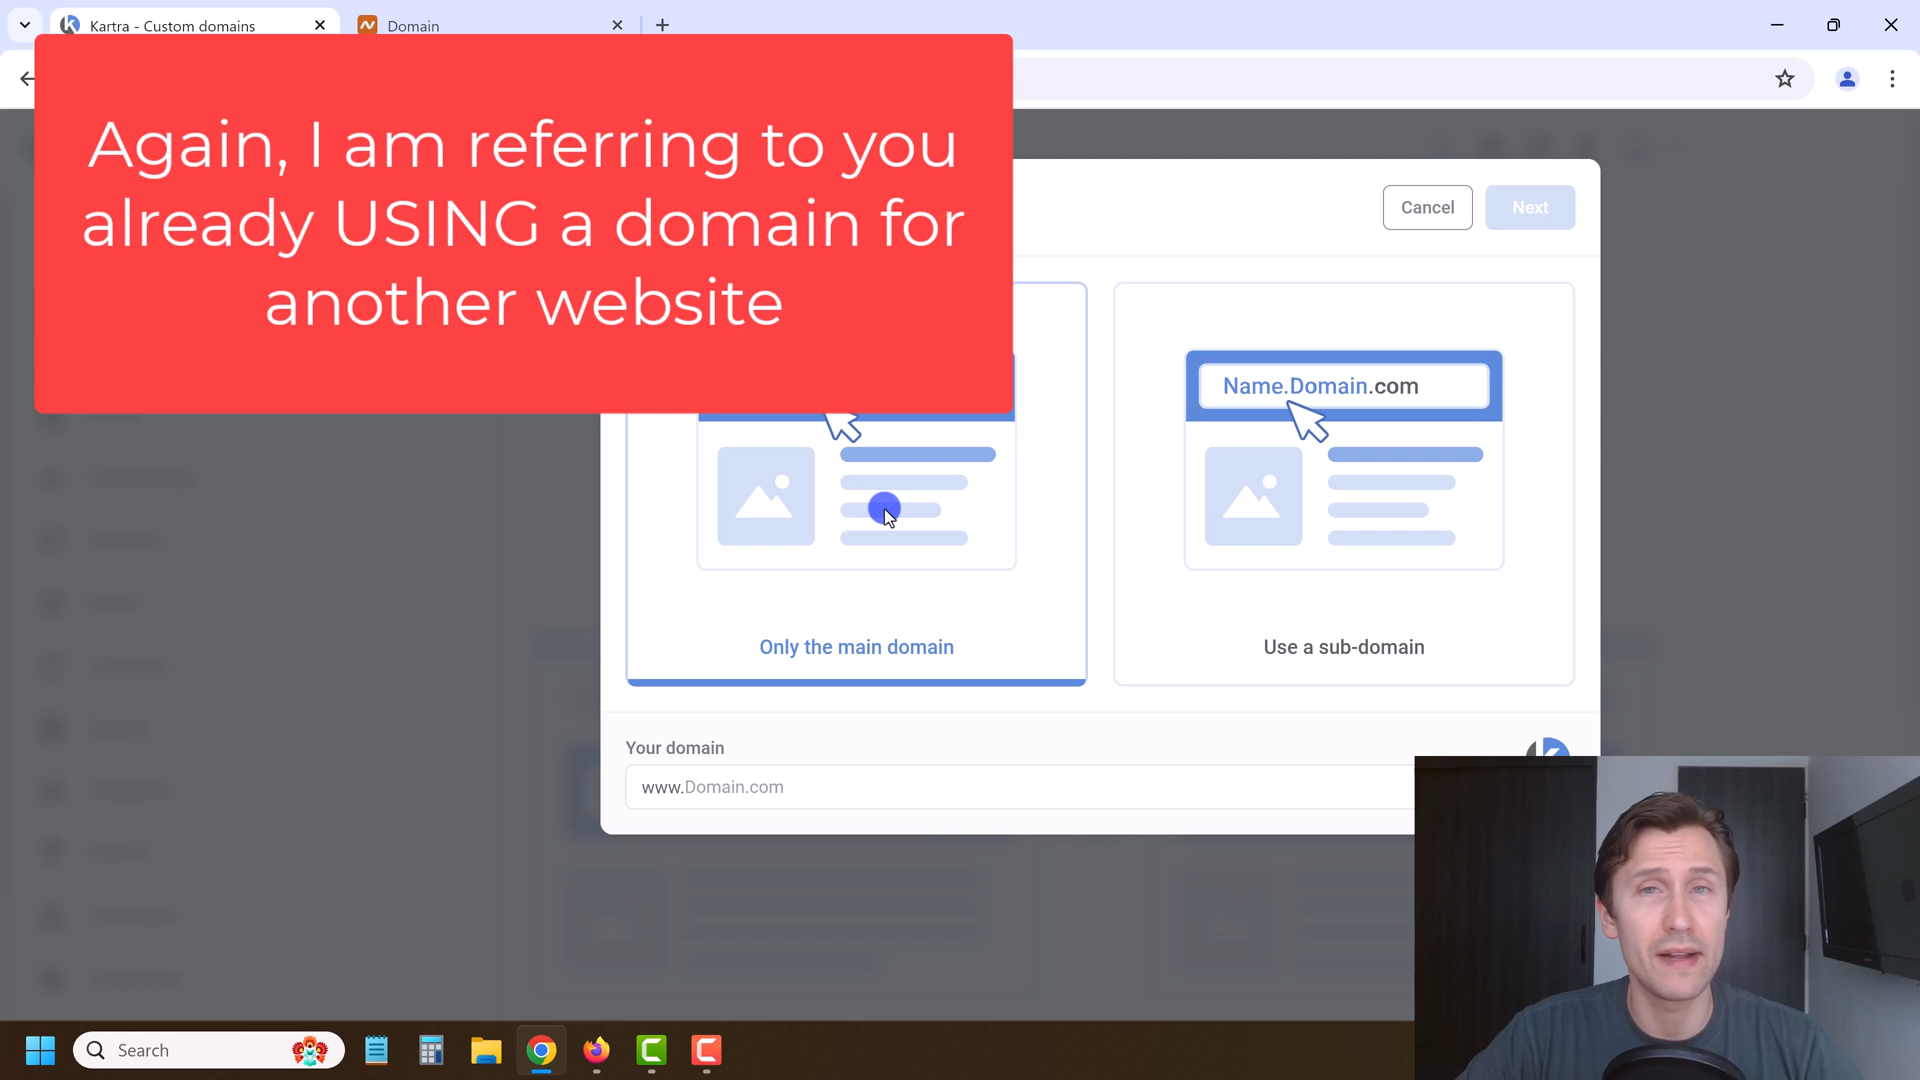 Kartra - Custom domains
Domain
Again, I am referring to you
already USING a domain for
another website
Cancel
Next
Name.Domain.com
Only the main domain
Use a sub-domain
Your domain
www.Domain.com
Search